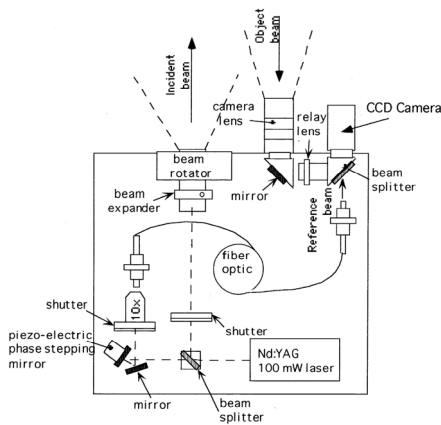 Incident
beam
Object
beam
camera
lens
relay
lens
CCD Camera
beam
rotator
mirror
beam
splitter
beam
expander
Reference
beam
fiber
optic
shutter
10x
piezo-electric
phase stepping
mirror
shutter
Nd:YAG
100 mW laser
mirror
beam
splitter